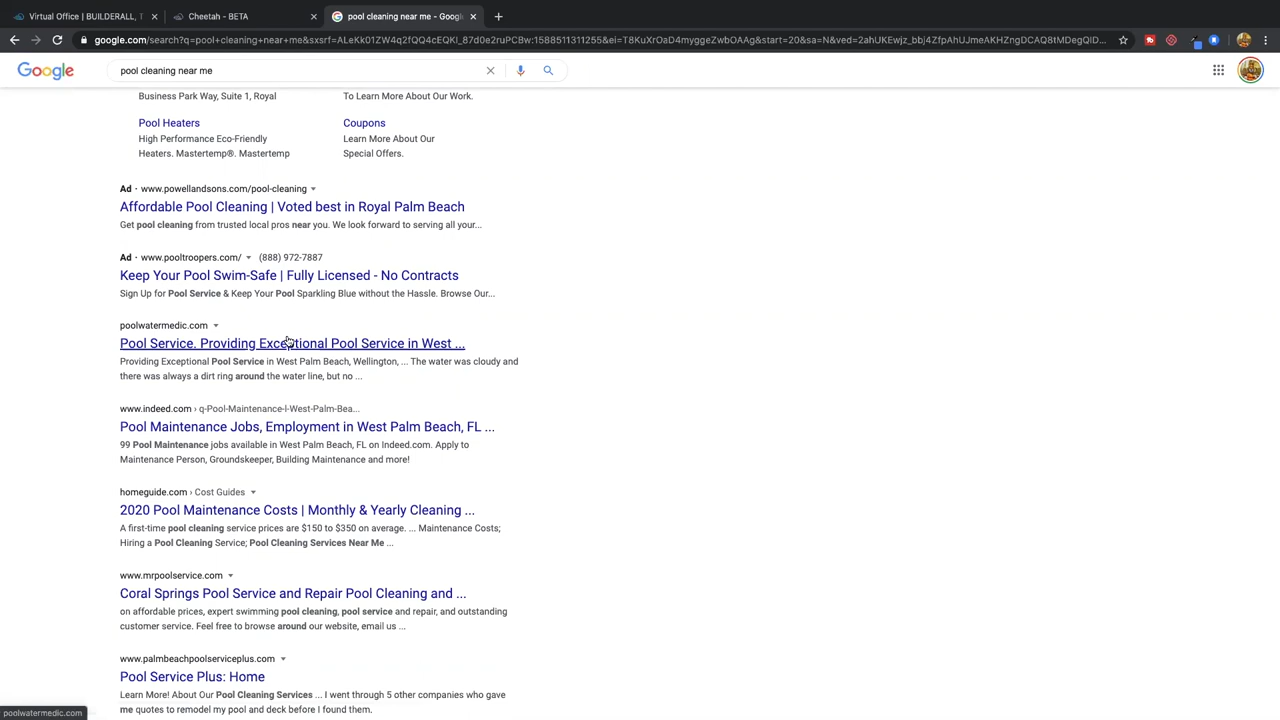 Virtual Office | BUILDERALL, T
Cheetah - BETA
pool cleaning near me - Googl
google.com/search?q=pool+cleaning+near+me&sxsrf=ALeKk01ZW4q2fQQ4cEQKI_87d0e2ruPCBw:1588511311255&ei=T8KuXrOaD4myggeZwbOAAg&start=20&sa=N&ved=2ahUKEwjz_bbj4ZfpAhUJmeAKHZngDCAQ8tMDegQID...
Google
pool cleaning near me
Business Park Way, Suite 1, Royal
To Learn More About Our Work.
Pool Heaters
Coupons
High Performance Eco-Friendly
Learn More About Our
Heaters. Mastertemp®. Mastertemp
Special Offers.
Ad · www.powellandsons.com/pool-cleaning
Affordable Pool Cleaning | Voted best in Royal Palm Beach
Get pool cleaning from trusted local pros near you. We look forward to serving all your...
Ad · www.pooltroopers.com/ (888) 972-7887
Keep Your Pool Swim-Safe | Fully Licensed - No Contracts
Sign Up for Pool Service & Keep Your Pool Sparkling Blue without the Hassle. Browse Our...
poolwatermedic.com
Pool Service. Providing Exceptional Pool Service in West ...
Providing Exceptional Pool Service in West Palm Beach, Wellington, ... The water was cloudy and
there was always a dirt ring around the water line, but no ...
www.indeed.com › q-Pool-Maintenance-l-West-Palm-Bea...
Pool Maintenance Jobs, Employment in West Palm Beach, FL ...
99 Pool Maintenance jobs available in West Palm Beach, FL on Indeed.com. Apply to
Maintenance Person, Groundskeeper, Building Maintenance and more!
homeguide.com › Cost Guides
2020 Pool Maintenance Costs | Monthly & Yearly Cleaning ...
A first-time pool cleaning service prices are $150 to $350 on average. ... Maintenance Costs;
Hiring a Pool Cleaning Service; Pool Cleaning Services Near Me ...
www.mrpoolservice.com
Coral Springs Pool Service and Repair Pool Cleaning and ...
on affordable prices, expert swimming pool cleaning, pool service and repair, and outstanding
customer service. Feel free to browse around our website, email us ...
www.palmbeachpoolserviceplus.com
Pool Service Plus: Home
Learn More! About Our Pool Cleaning Services ... I went through 5 other companies who gave
me quotes to remodel my pool and deck before I found them.
poolwatermedic.com